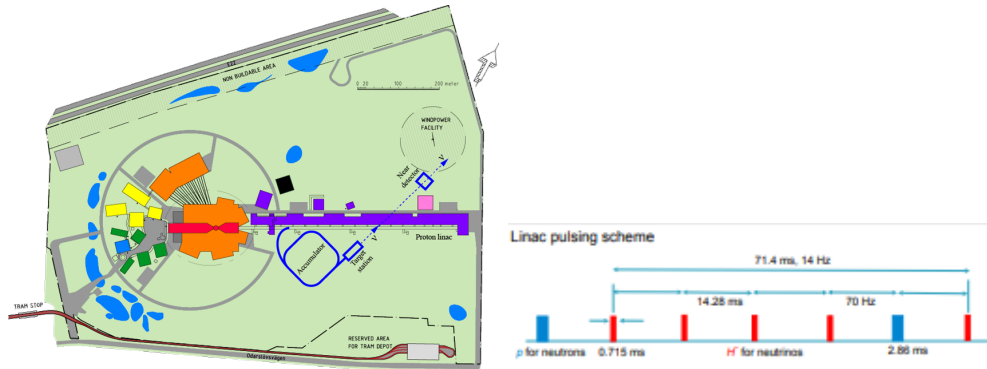 E22
NON BUILDABLE AREA
0 20 100 200 meter
WINDPOWER
FACILITY
ν
Near
detector
Proton linac
ν
Accumulator
Target
station
TRAM STOP
RESERVED AREA
FOR TRAM DEPOT
Odarslövsvägen
Linac pulsing scheme
71.4 ms, 14 Hz
14.28 ms
70 Hz
p for neutrons
0.715 ms
H⁻ for neutrinos
2.86 ms